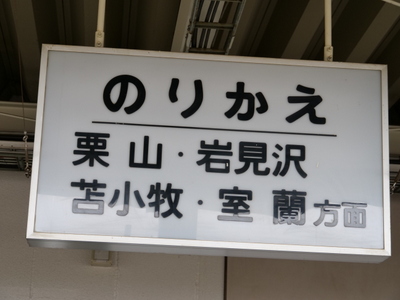 のりかえ
栗山・岩見沢
苫小牧・室蘭方面